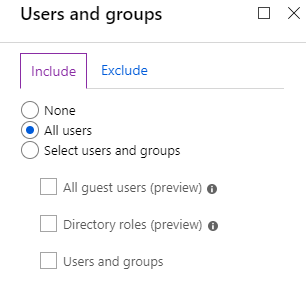 Users and groups
Include Exclude
None
All users
Select users and groups
All guest users (preview)
Directory roles (preview)
Users and groups